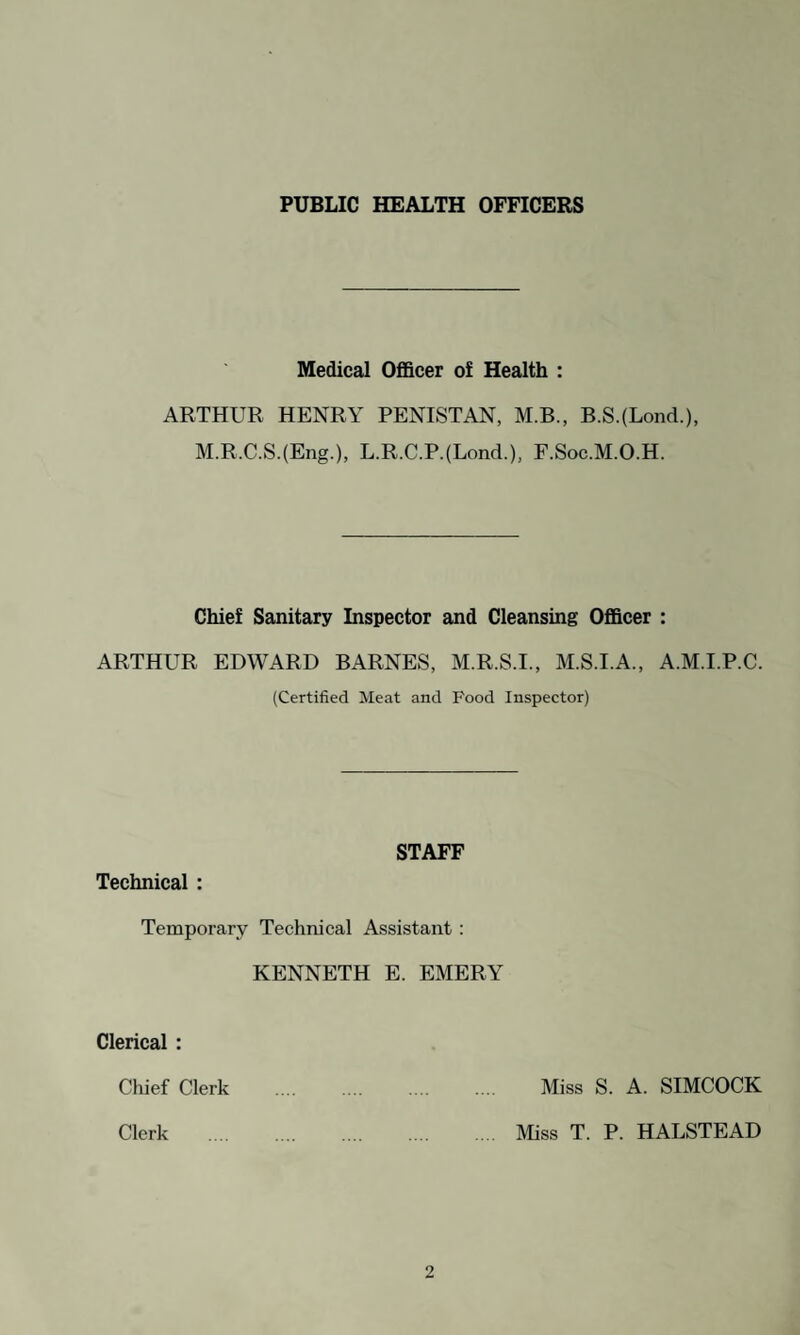 PUBLIC HEALTH OFFICERS
Medical Officer of Health :
ARTHUR HENRY PENISTAN, M.B., B.S.(Lond.),
M.R.C.S.(Eng.), L.R.C.P.(Lond.), F.Soc.M.O.H.
Chief Sanitary Inspector and Cleansing Officer :
ARTHUR EDWARD BARNES, M.R.S.I., M.S.I.A., A.M.I.P.C.
(Certified Meat and Food Inspector)
STAFF
Technical :
Temporary Technical Assistant :
KENNETH E. EMERY
Clerical :
Chief Clerk .... .... .... .... Miss S. A. SIMCOCK
Clerk .... .... .... .... .... Miss T. P. HALSTEAD
2